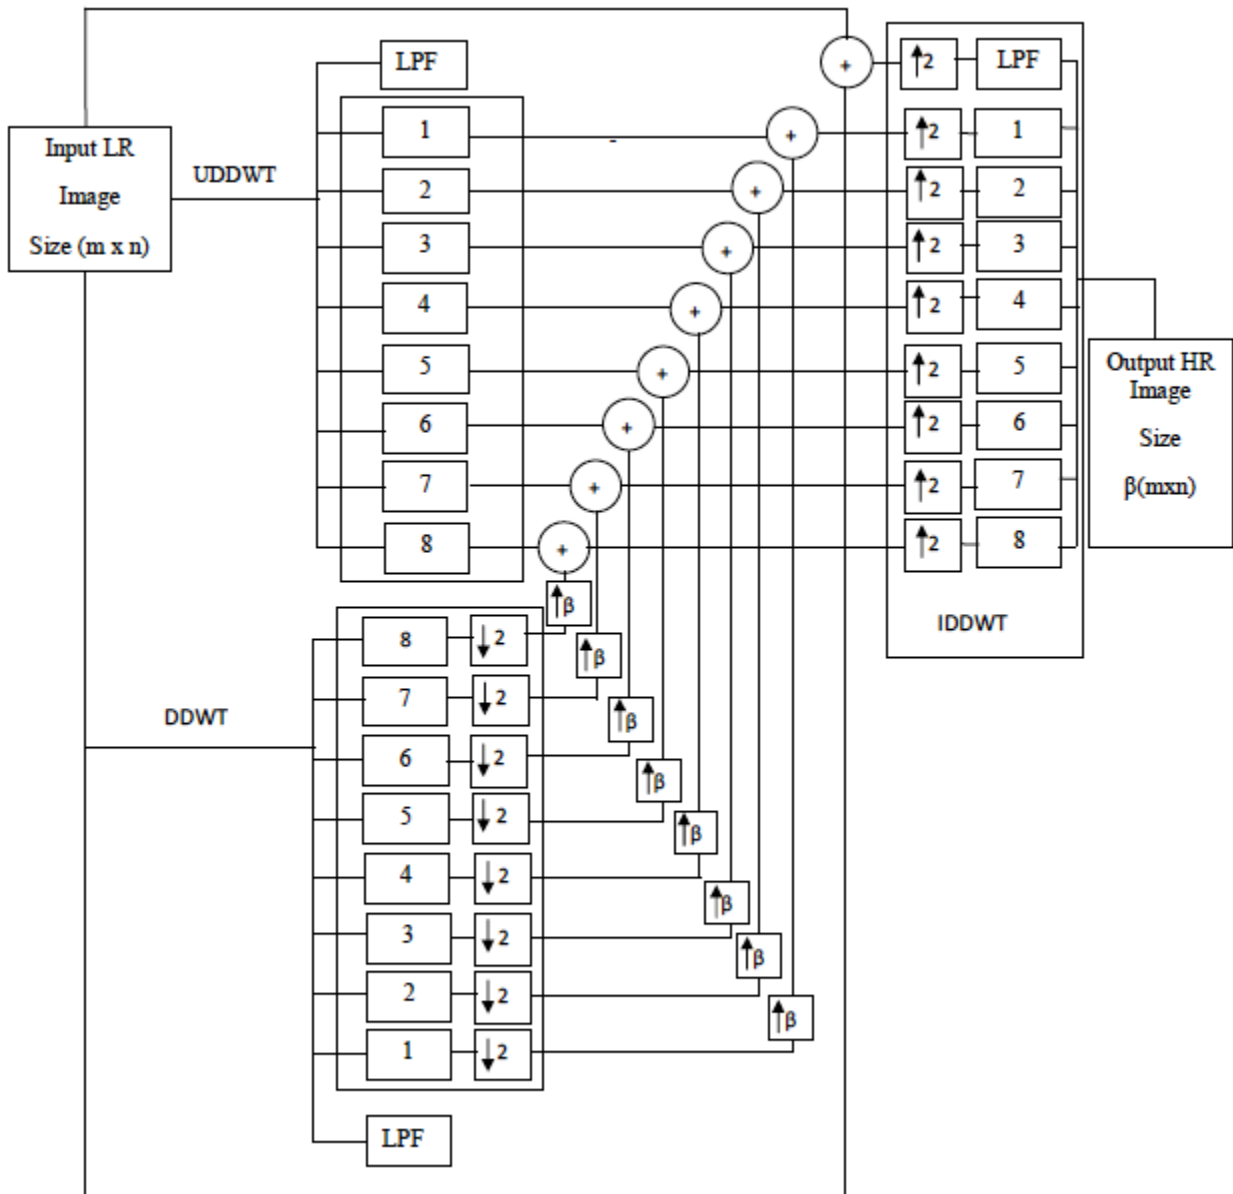 Input LR
Image
Size (m x n)
UDDWT
LPF
1
2
3
4
5
6
7
8
-
+
+
+
+
+
+
+
+
+
↑2
LPF
↑2
1
↑2
2
↑2
3
↑2
4
↑2
5
↑2
6
↑2
7
↑2
8
IDDWT
Output HR
Image
Size
β(mxn)
DDWT
8
↓2
7
↓2
6
↓2
5
↓2
4
↓2
3
↓2
2
↓2
1
↓2
LPF
↑β
↑β
↑β
↑β
↑β
↑β
↑β
↑β